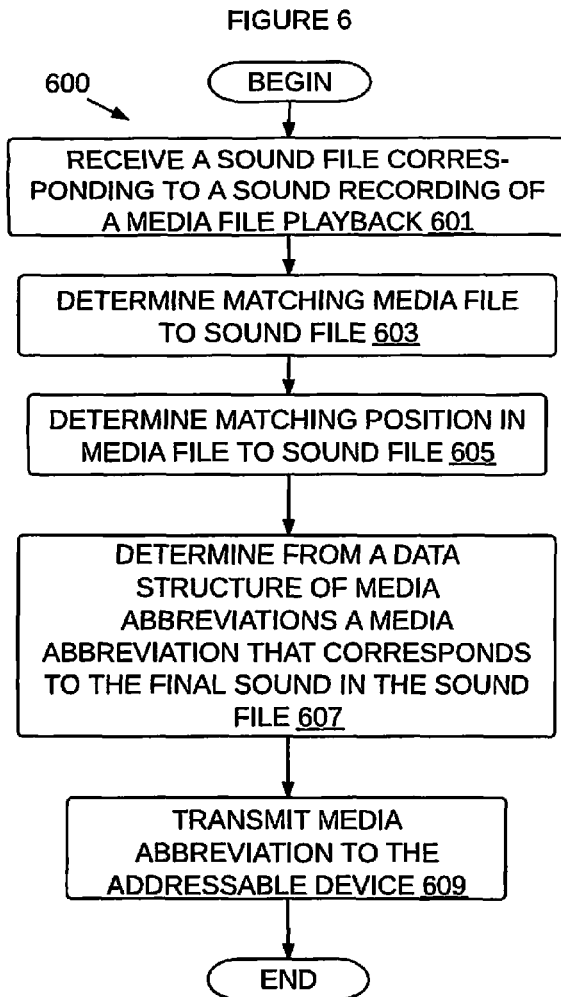 FIGURE 6
BEGIN
600
RECEIVE A SOUND FILE CORRES-
PONDING TO A SOUND RECORDING OF
A MEDIA FILE PLAYBACK 601
DETERMINE MATCHING MEDIA FILE
TO SOUND FILE 603
DETERMINE MATCHING POSITION IN
MEDIA FILE TO SOUND FILE 605
DETERMINE FROM A DATA
STRUCTURE OF MEDIA
ABBREVIATIONS A MEDIA
ABBREVIATION THAT CORRESPONDS
TO THE FINAL SOUND IN THE SOUND
FILE 607
TRANSMIT MEDIA
ABBREVIATION TO THE
ADDRESSABLE DEVICE 609
END